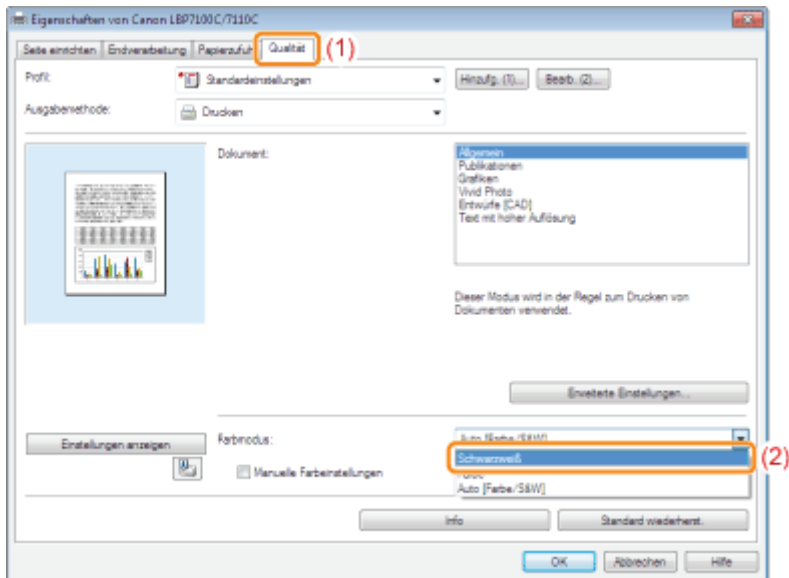 Eigenschaften von Canon LBP7100C/7110C
Seite einrichten Endverarbeitung Papierzufuhr Qualität (1)
Profil: Standardeinstellungen Hinzufg. (1)... Bearb. (2)...
Ausgabemethode: Drucken
Dokument:
Allgemein
Publikationen
Grafiken
Vivid Photo
Entwürfe [CAD]
Text mit hoher Auflösung
Dieser Modus wird in der Regel zum Drucken von
Dokumenten verwendet.
Erweiterte Einstellungen...
Einstellungen anzeigen Farbmodus: Auto [Farbe/S&W]
Schwarzweiß (2)
Manuelle Farbeinstellungen
Auto [Farbe/S&W]
Info Standard wiederherst.
OK Abbrechen Hilfe